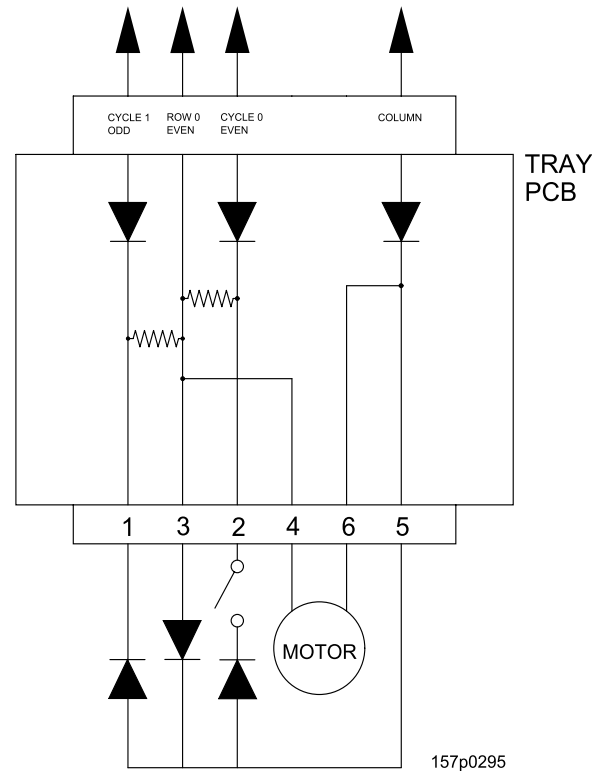 CYCLE 1
ODD
ROW 0
EVEN
CYCLE 0
EVEN
COLUMN
TRAY
PCB
1 3 2 4 6 5
MOTOR
157p0295